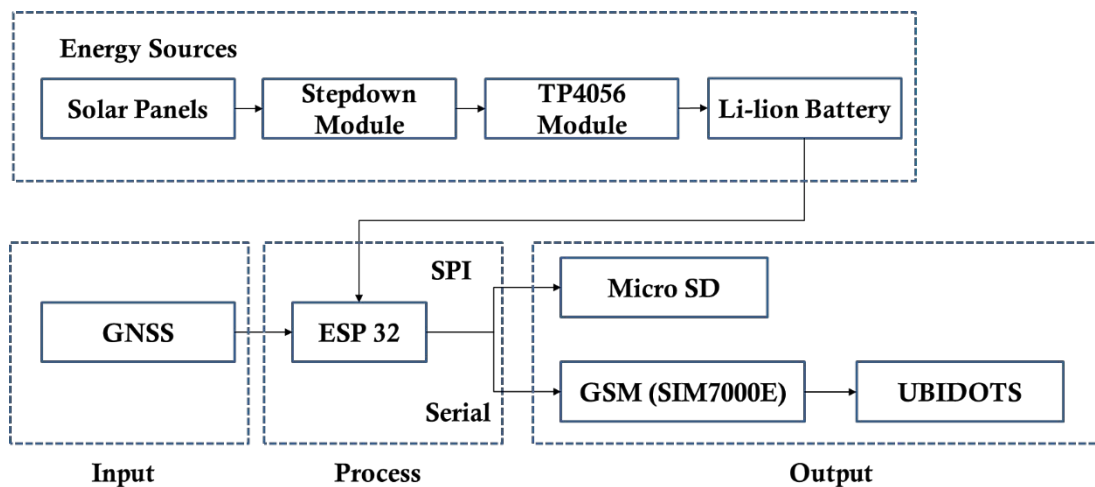 Energy Sources
Solar Panels
Stepdown
Module
TP4056
Module
Li-lion Battery
SPI
Micro SD
GNSS
ESP 32
Serial
GSM (SIM7000E)
UBIDOTS
Input
Process
Output